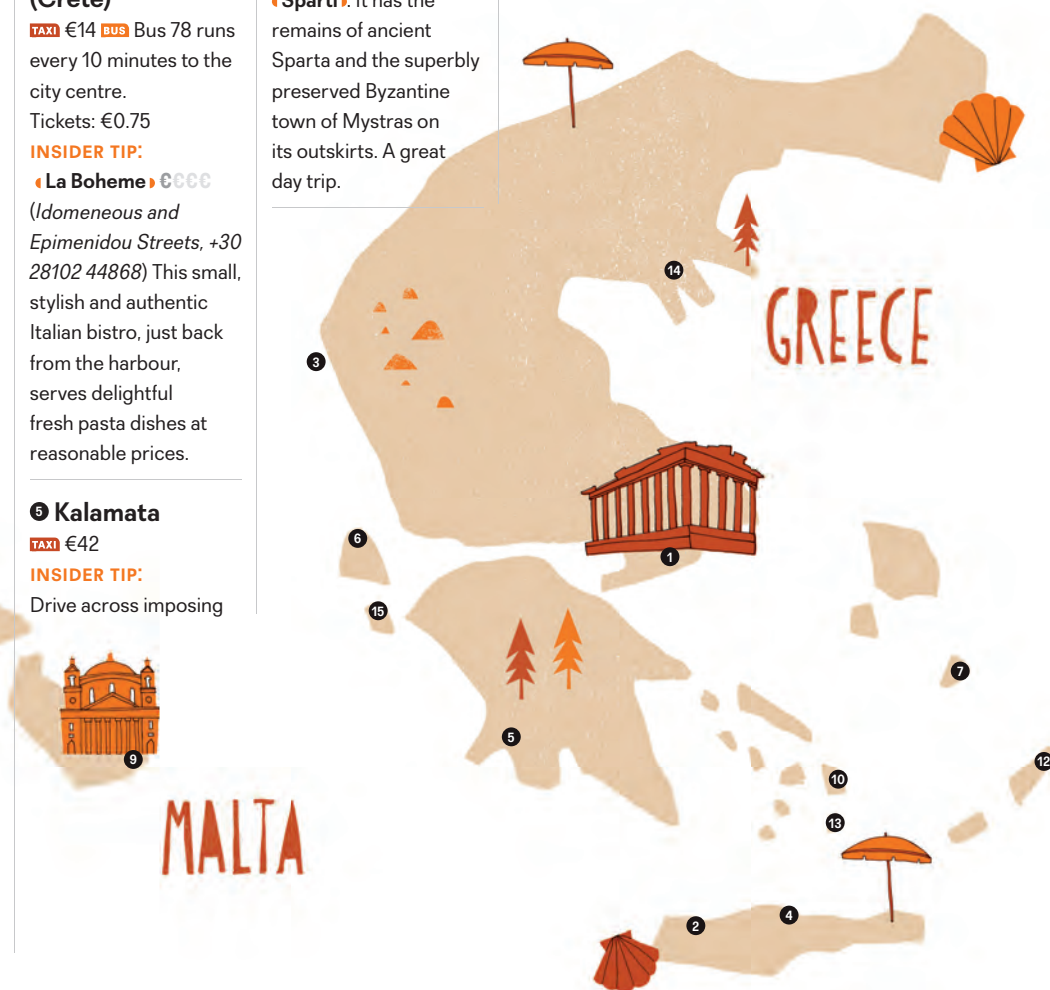 (Crete)
TAXI €14 BUS Bus 78 runs
every 10 minutes to the
city centre.
Tickets: €0.75
INSIDER TIP:
La Boheme €€€€
(Idomeneous and
Epimenidou Streets, +30
28102 44868) This small,
stylish and authentic
Italian bistro, just back
from the harbour,
serves delightful
fresh pasta dishes at
reasonable prices.
5 Kalamata
TAXI €42
INSIDER TIP:
Drive across imposing
Sparti. It has the
remains of ancient
Sparta and the superbly
preserved Byzantine
town of Mystras on
its outskirts. A great
day trip.
14
GREECE
3
6
1
15
7
5
9
12
10
MALTA
13
4
2